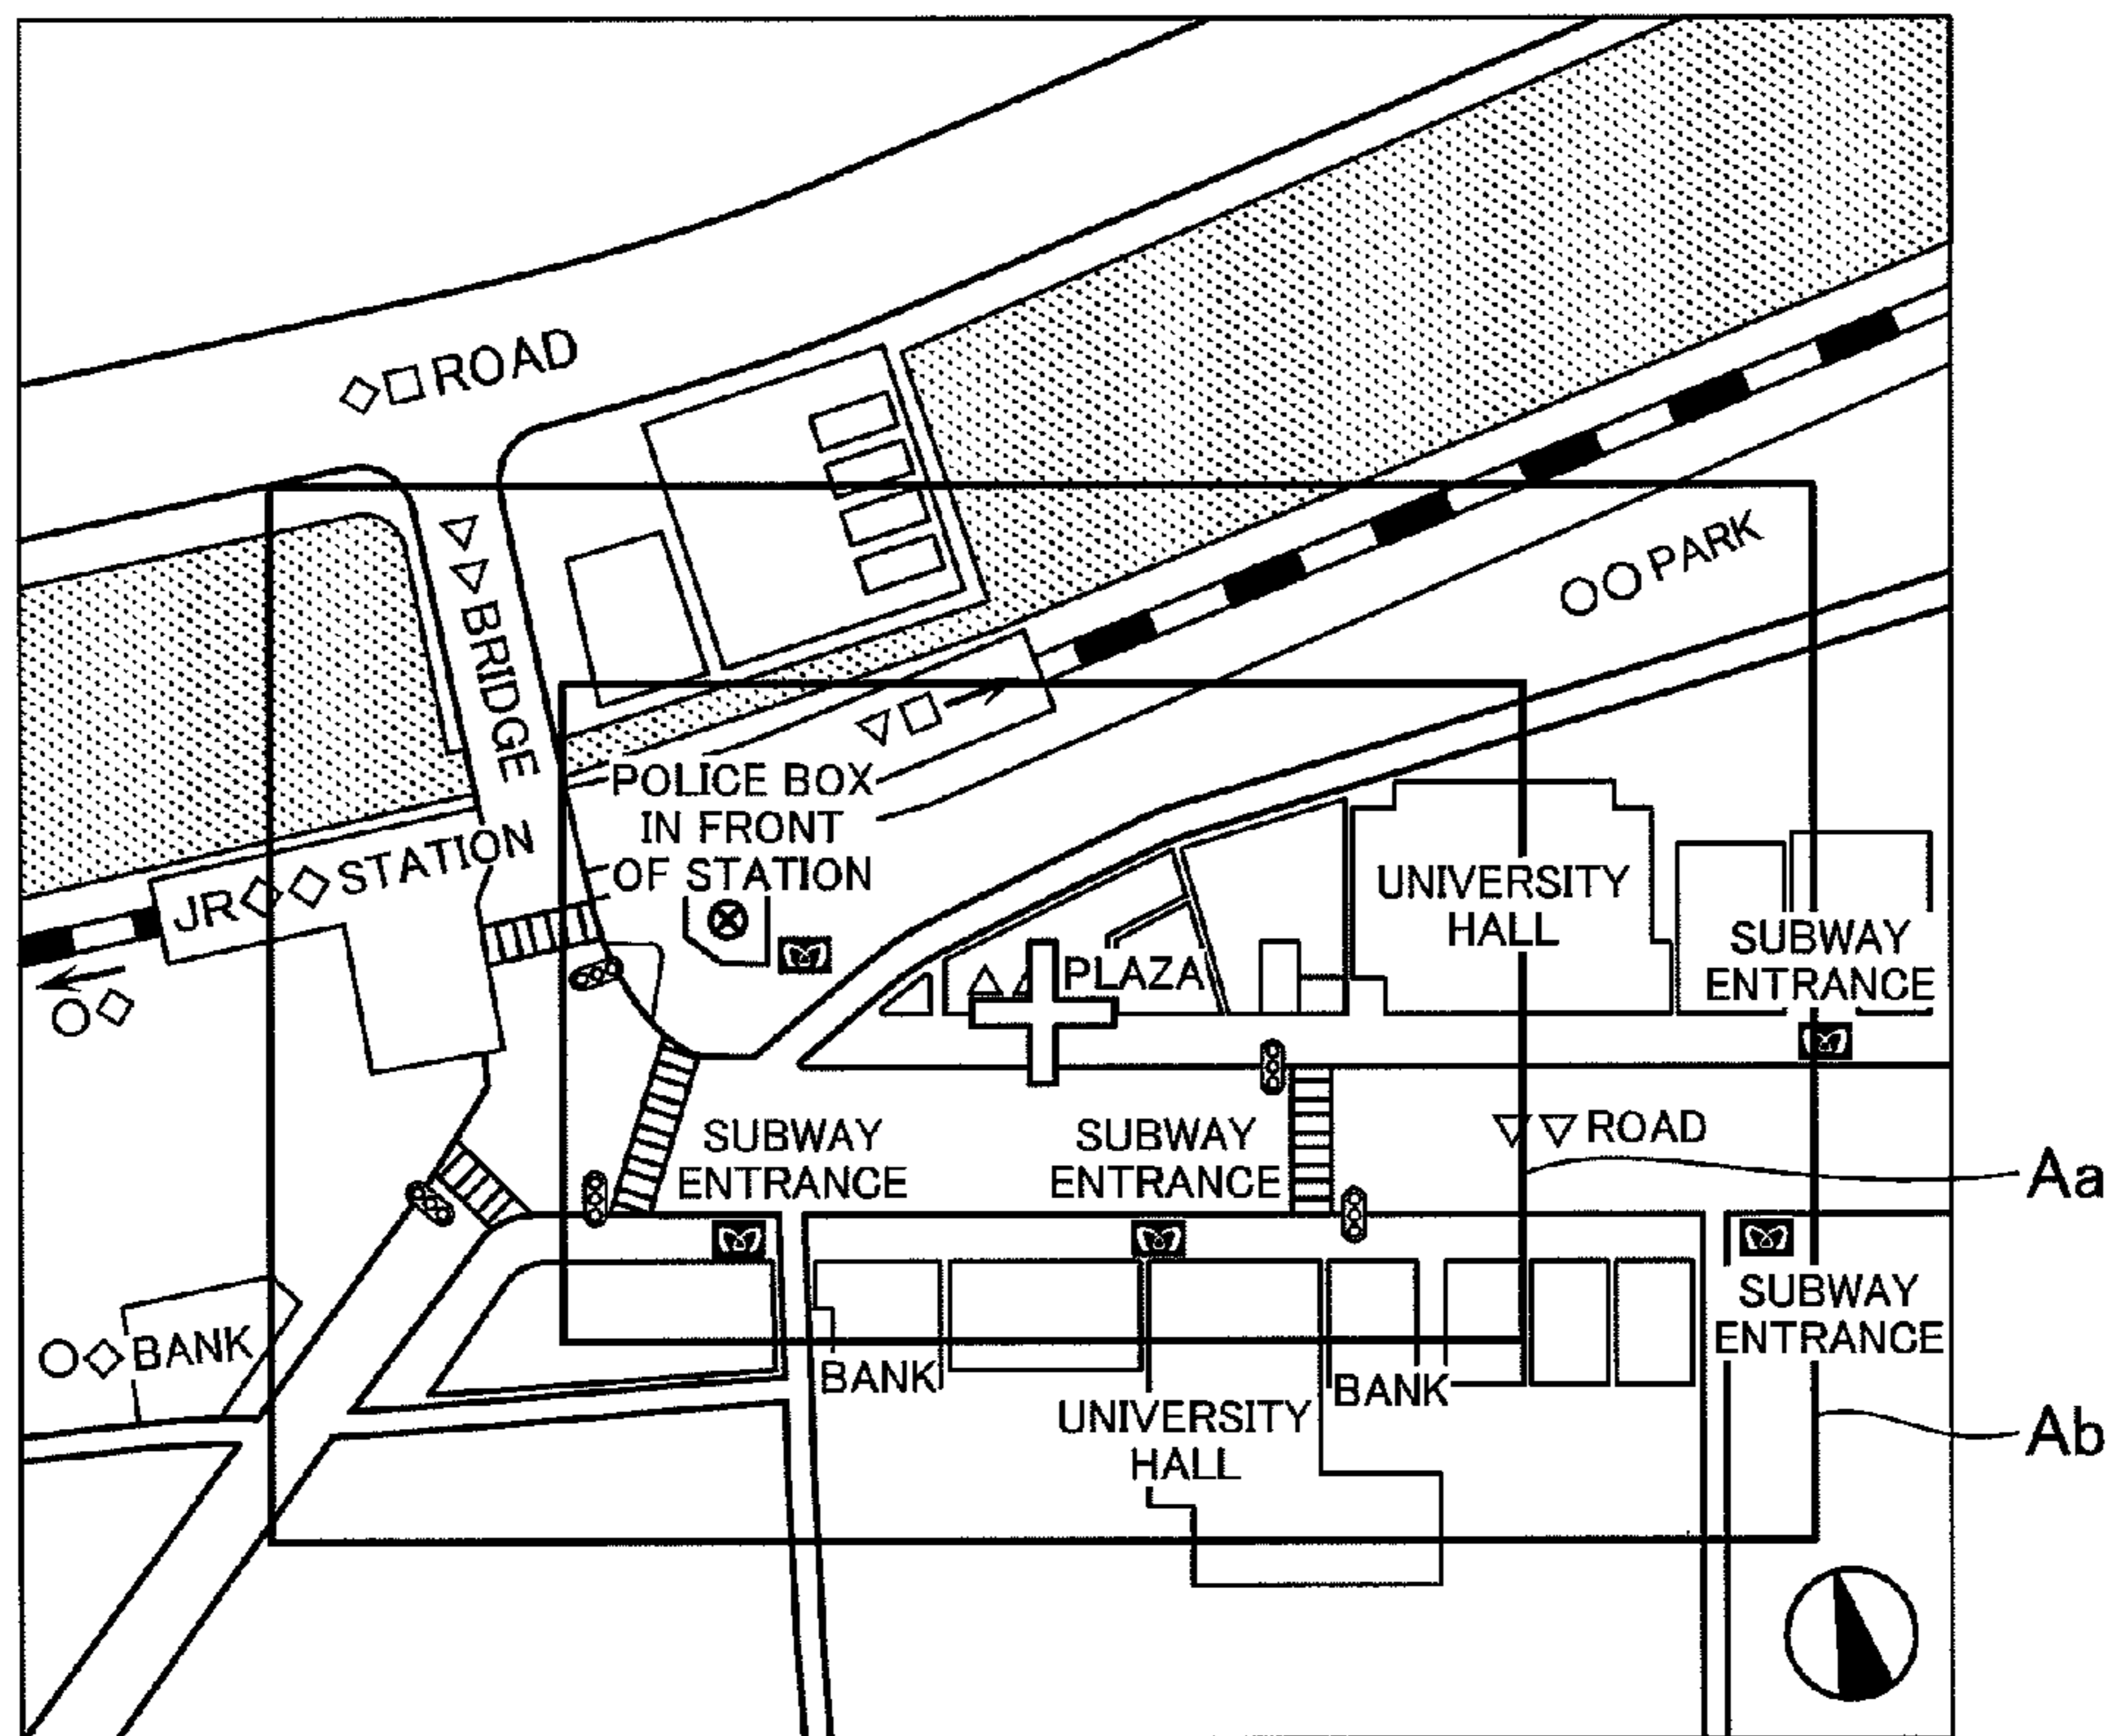 ◇□ROAD
▽▽BRIDGE
○○PARK
▽□→
POLICE BOX
IN FRONT
OF STATION
JR◇◇STATION
UNIVERSITY
HALL
SUBWAY
ENTRANCE
△△PLAZA
←
○◇
▽▽ROAD
SUBWAY
ENTRANCE
SUBWAY
ENTRANCE
Aa
SUBWAY
ENTRANCE
○◇BANK
BANK
BANK
UNIVERSITY
HALL
Ab